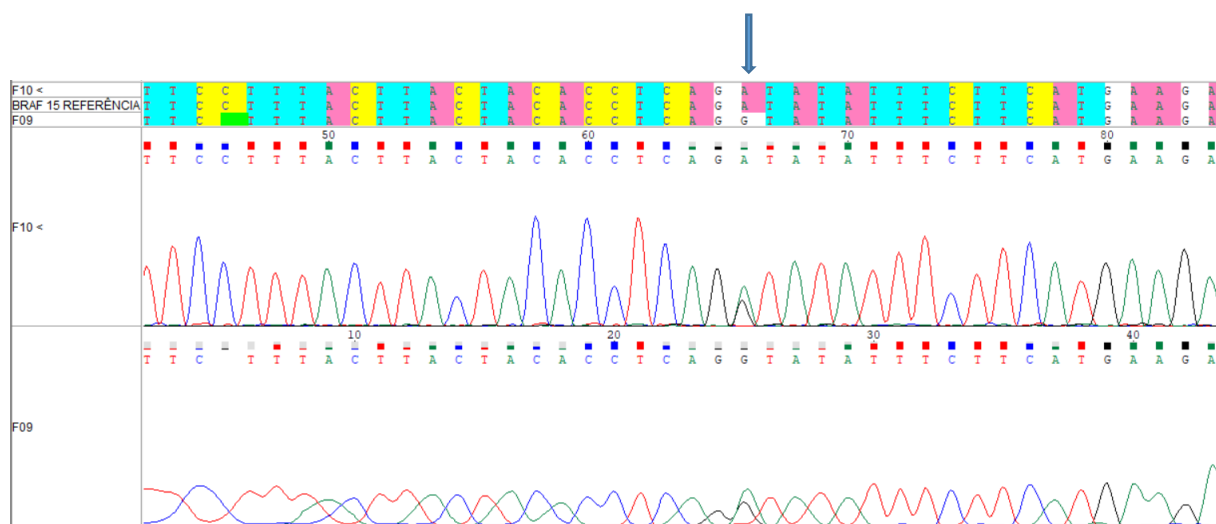 F10 < T T C C T T T A C T T A C T A C A C C T C A G A T A T A T T T C T T C A T G A A G A
BRAF 15 REFERÊNCIA T T C C T T T A C T T A C T A C A C C T C A G A T A T A T T T C T T C A T G A A G A
F09 T T C T T T A C T T A C T A C A C C T C A G G T A T A T T T C T T C A T G A A G A
50 60 70 80
T T C C T T T A C T T A C T A C A C C T C A G A T A T A T T T C T T C A T G A A G A
F10 <
10 20 30 40
T T C T T T A C T T A C T A C A C C T C A G G T A T A T T T C T T C A T G A A G A
F09